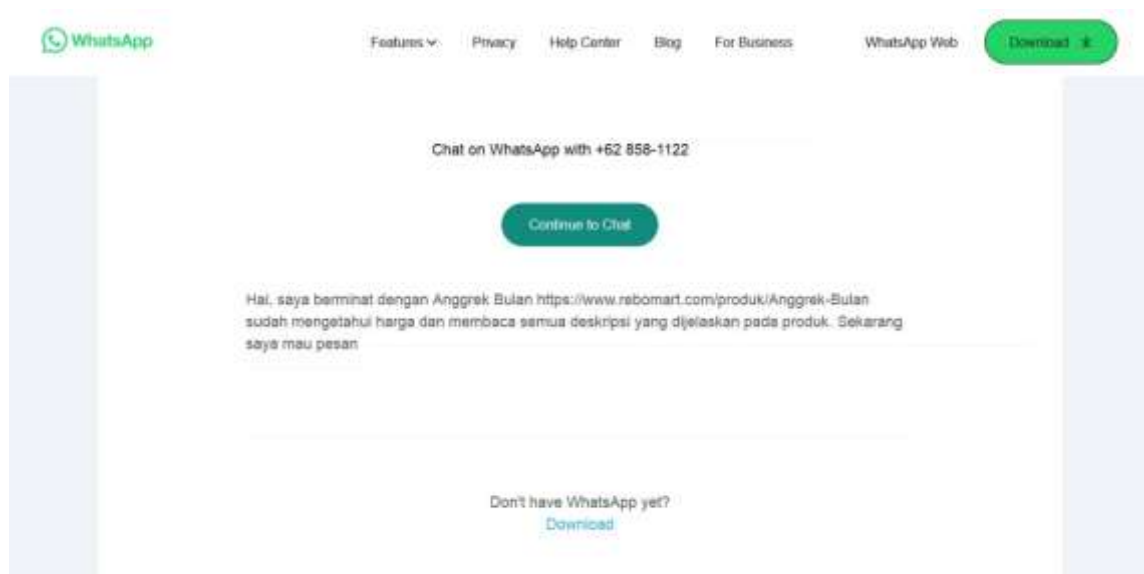 WhatsApp
Features
Privacy
Help Center
Blog
For Business
WhatsApp Web
Download
Chat on WhatsApp with +62 858-1122
Continue to Chat
Hai, saya berminat dengan Anggrek Bulan https://www.rebomart.com/produk/Anggrek-Bulan
sudah mengetahui harga dan membaca semua deskripsi yang dijelaskan pada produk. Sekarang
saya mau pesan
Don't have WhatsApp yet?
Download